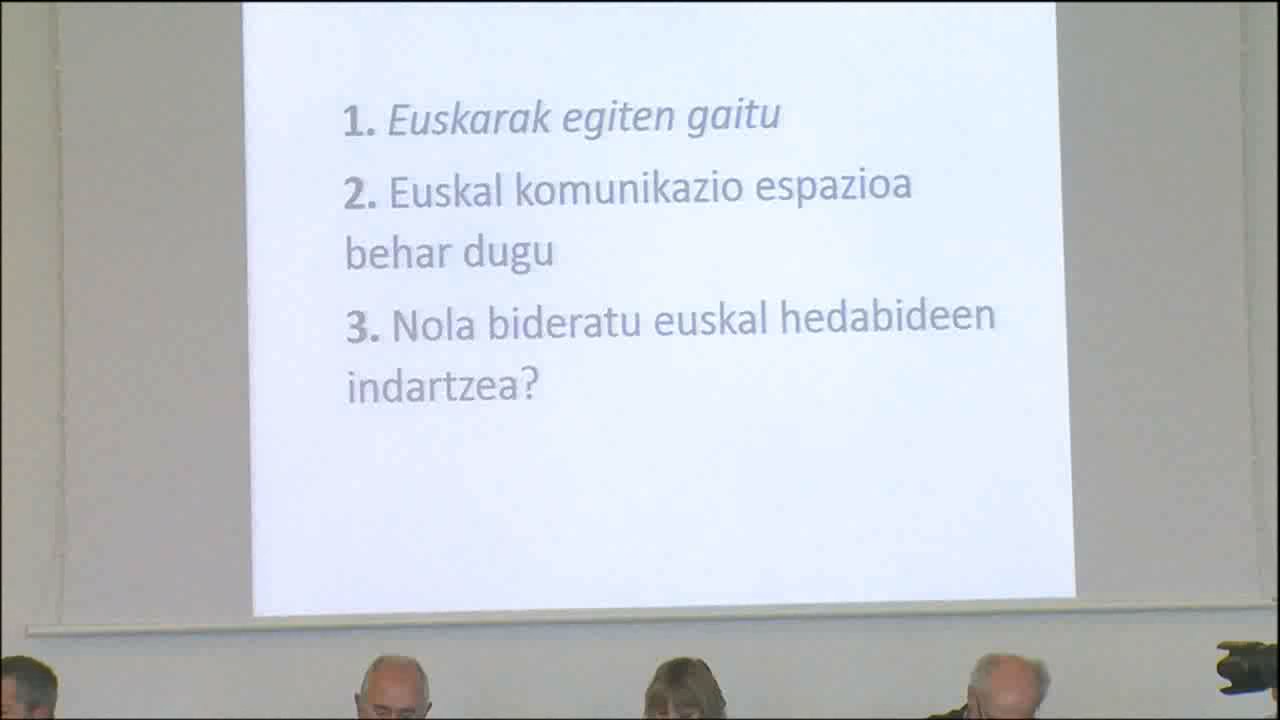 1. Euskarak egiten gaitu
2. Euskal komunikazio espazioa
behar dugu
3. Nola bideratu euskal hedabideen
indartzea?